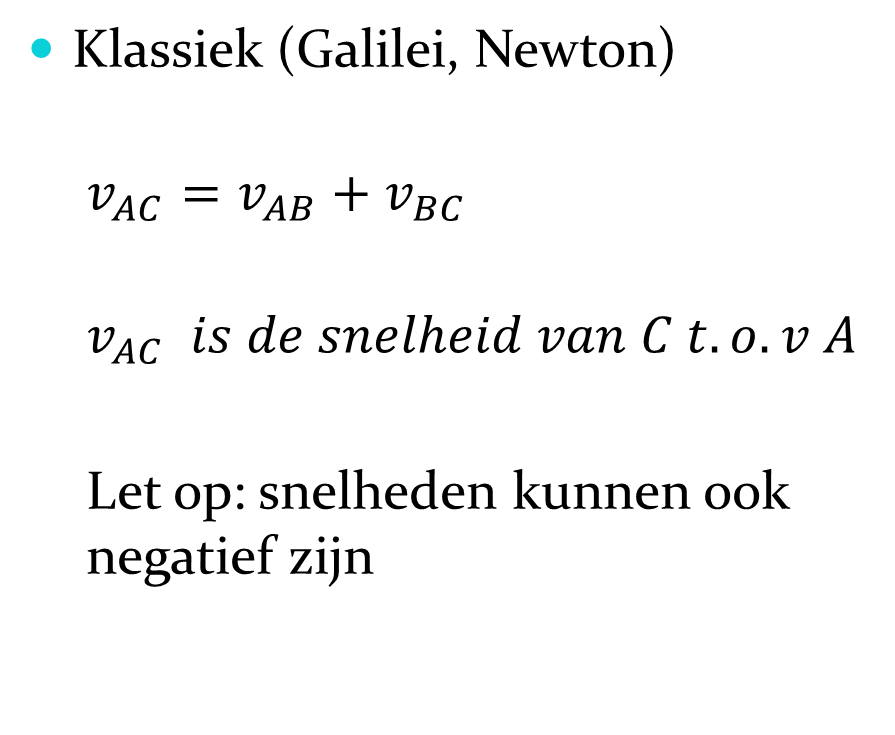 • Klassiek (Galilei, Newton)
v_AC = v_AB + v_BC
v_AC is de snelheid van C t.o.v A
Let op: snelheden kunnen ook
negatief zijn